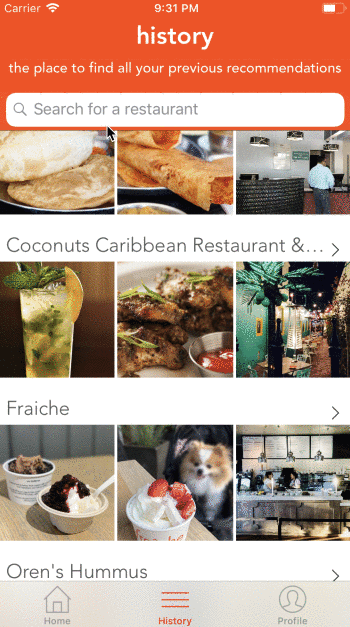 Carrier 9:31 PM
history
the place to find all your previous recommendations
Search for a restaurant
Coconuts Caribbean Restaurant &...
Fraiche
Oren's Hummus
Home History Profile